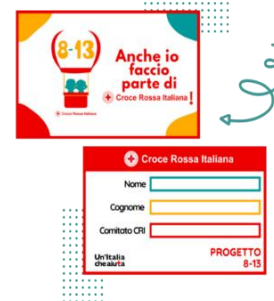 8-13
Anche io
faccio
parte di
Croce Rossa Italiana!
Croce Rossa Italiana
Croce Rossa Italiana
Nome
Cognome
Comitato CRI
Un'Italia
che aiuta
PROGETTO
8-13